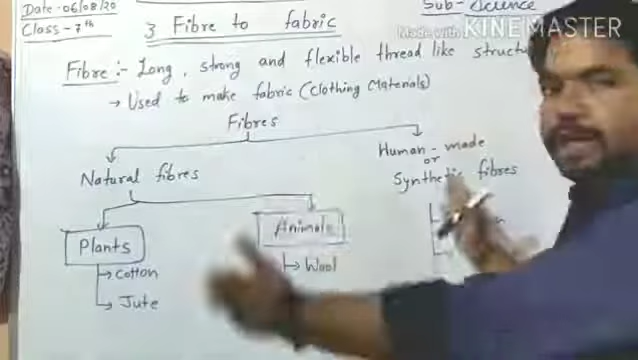 Date :- 06/08/20
Sub - Science
Made with KINEMASTER
Class - 7th
3 Fibre to fabric
Fibre :- Long, strong and flexible thread like
→ Used to make fabric (Clothing Materials)
Fibres
Natural fibres
Human - made
or
Synthetic fibres
Plants
Animals
→ Cotton
→ Wool
→ Jute